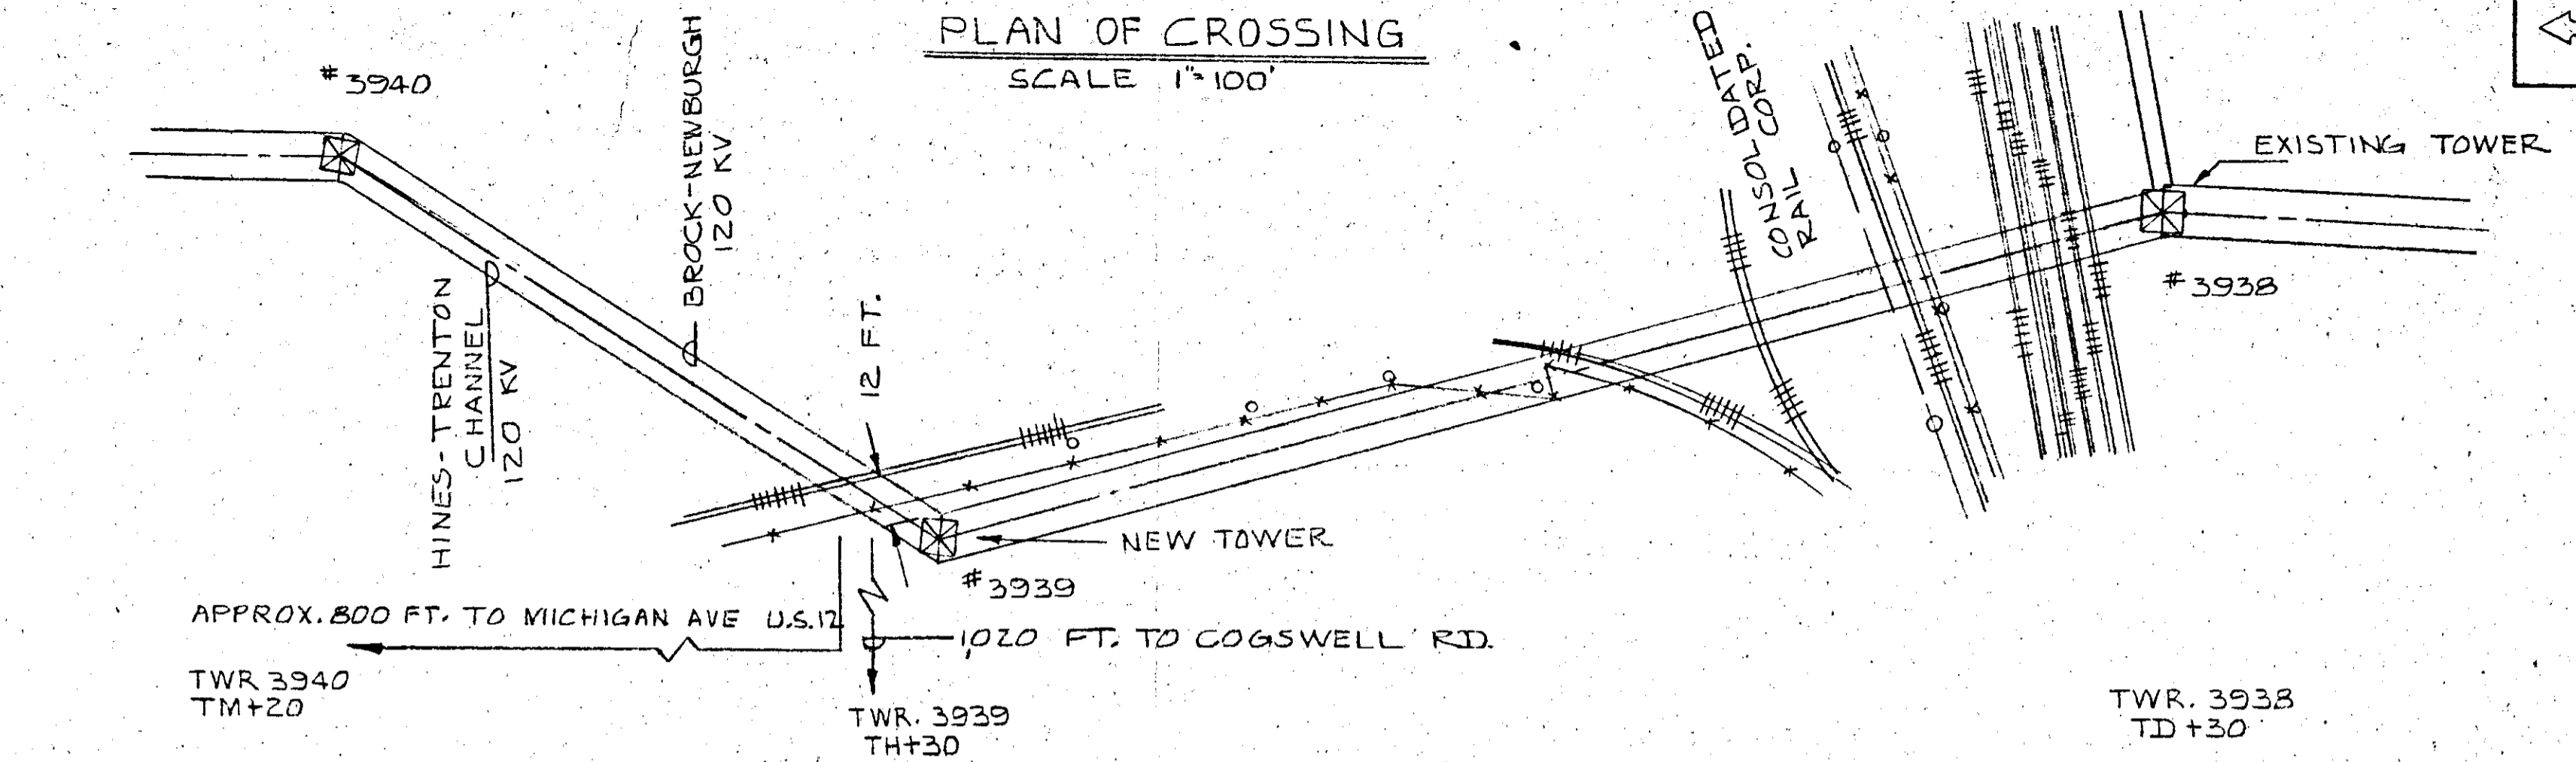 PLAN OF CROSSING
SCALE 1"=100'
#3940
BROCK-NEWBURGH
120 KV
CONSOLIDATED
RAIL CORP.
EXISTING TOWER
#3938
HINES-TRENTON
CHANNEL
120 KV
12 FT.
NEW TOWER
#3939
APPROX. 800 FT. TO MICHIGAN AVE U.S.12
1,020 FT. TO COGSWELL RD.
TWR 3940
TM+20
TWR. 3939
TH+30
TWR. 3938
TD+30